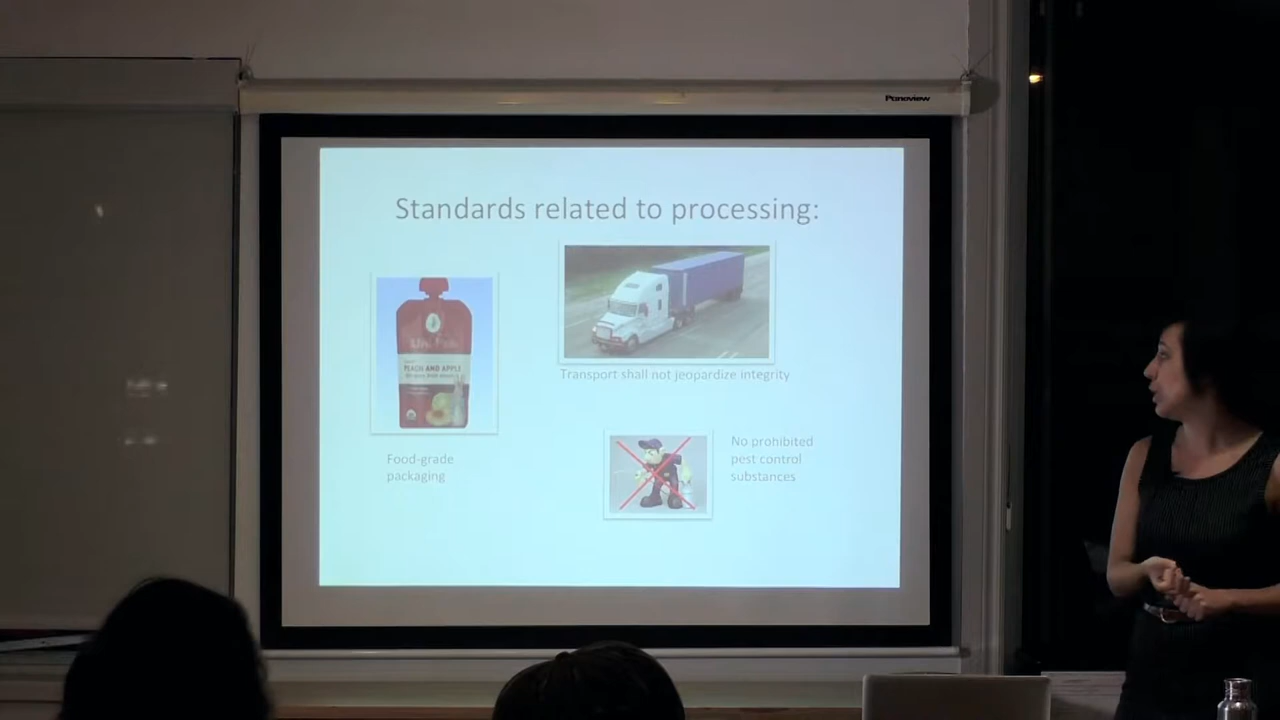 Panoview
Standards related to processing:
PEACH AND APPLE
Transport shall not jeopardize integrity
Food-grade
packaging
No prohibited
pest control
substances